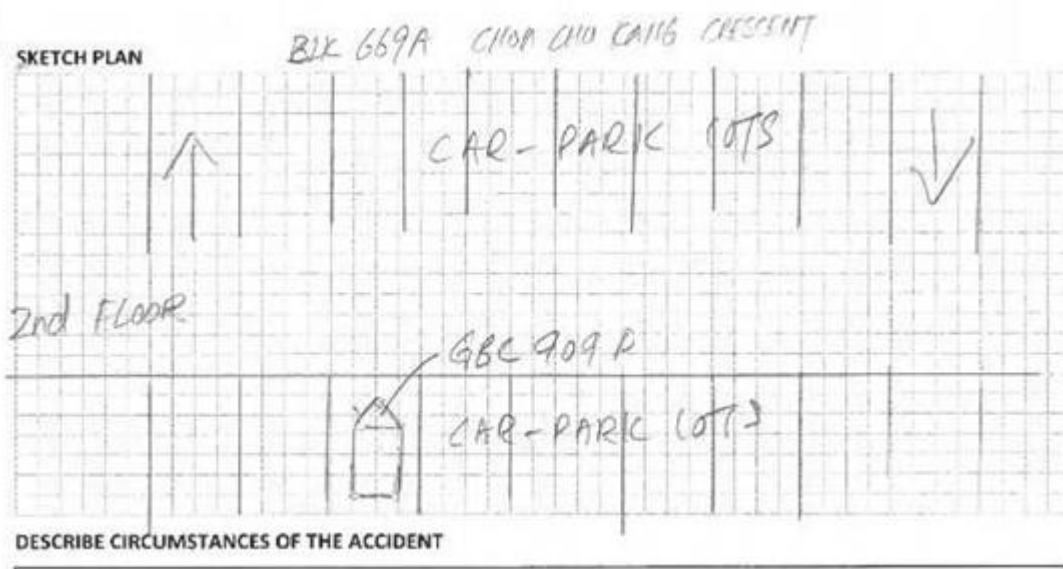 BLK 669A CHOA CHU KANG CRESCENT
SKETCH PLAN
CAR-PARK LOTS
2nd FLOOR
GBC 909 P
CAR-PARK LOTS
DESCRIBE CIRCUMSTANCES OF THE ACCIDENT